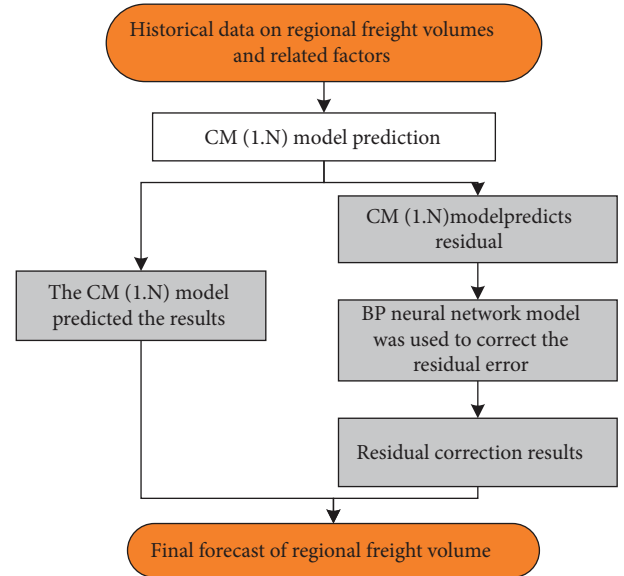 Historical data on regional freight volumes
and related factors
CM (1.N) model prediction
CM (1.N)modelpredicts
residual
The CM (1.N) model
predicted the results
BP neural network model
was used to correct the
residual error
Residual correction results
Final forecast of regional freight volume